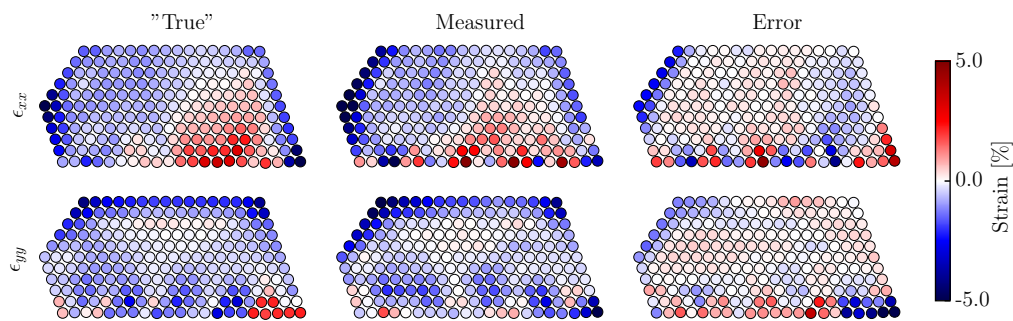 "True" Measured Error
5.0
ϵxx
0.0
Strain [%]
ϵyy
-5.0